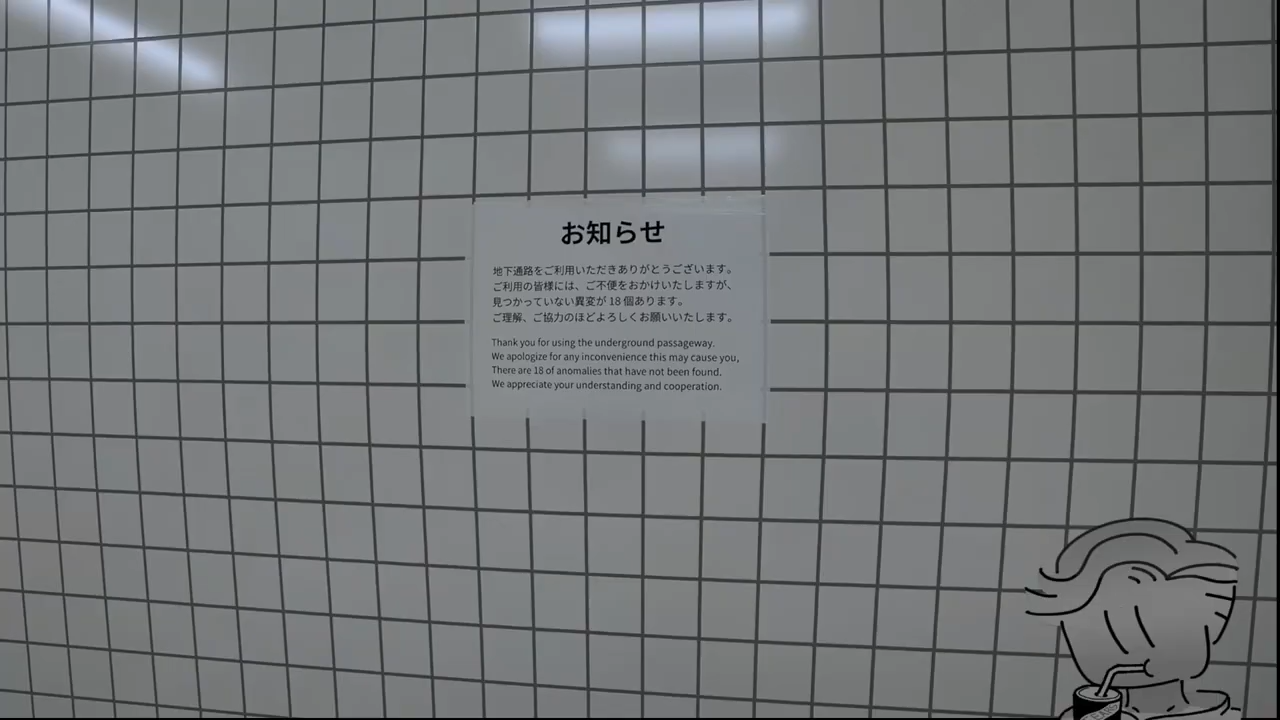 お知らせ
地下通路をご利用いただきありがとうございます。
ご利用の皆様には、ご不便をおかけいたしますが、
見つかっていない異変が 18 個あります。
ご理解、ご協力のほどよろしくお願いいたします。
Thank you for using the underground passageway.
We apologize for any inconvenience this may cause you,
There are 18 of anomalies that have not been found.
We appreciate your understanding and cooperation.